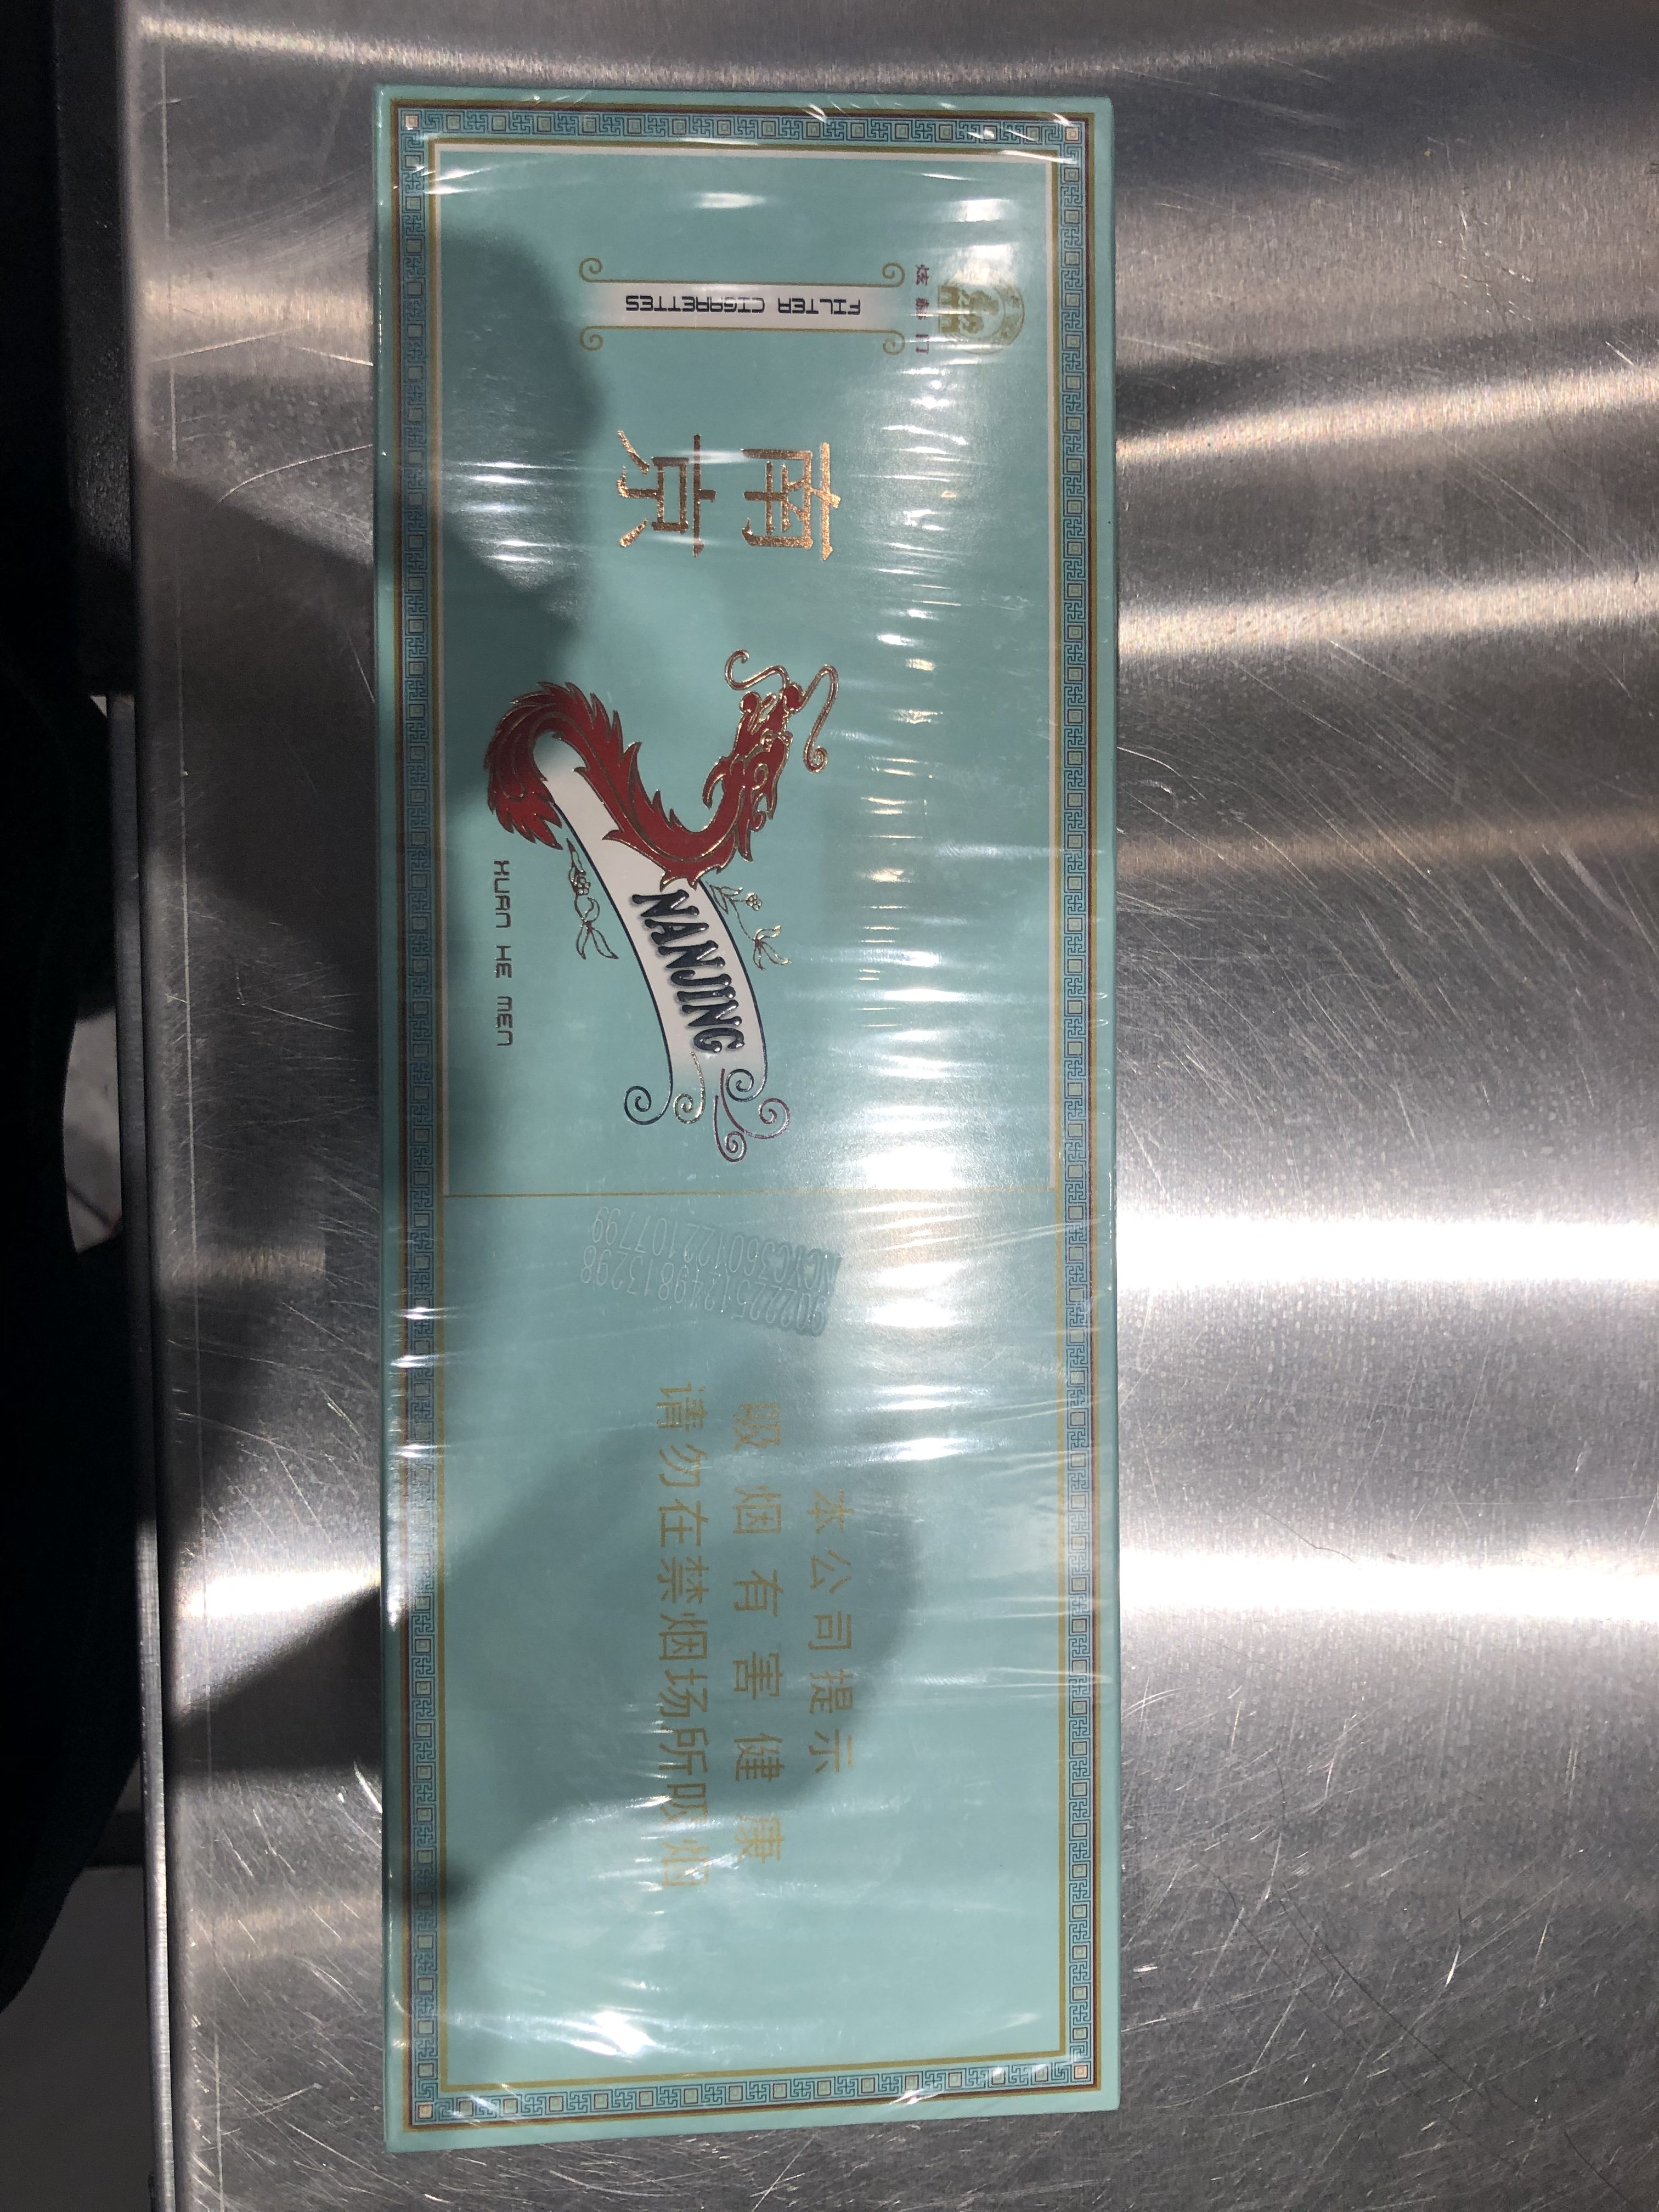 炫赫门
FILTER CIGARETTES
南京
NANJING
XUAN HE MEN
本公司提示
吸烟有害健康
请勿在禁烟场所吸烟